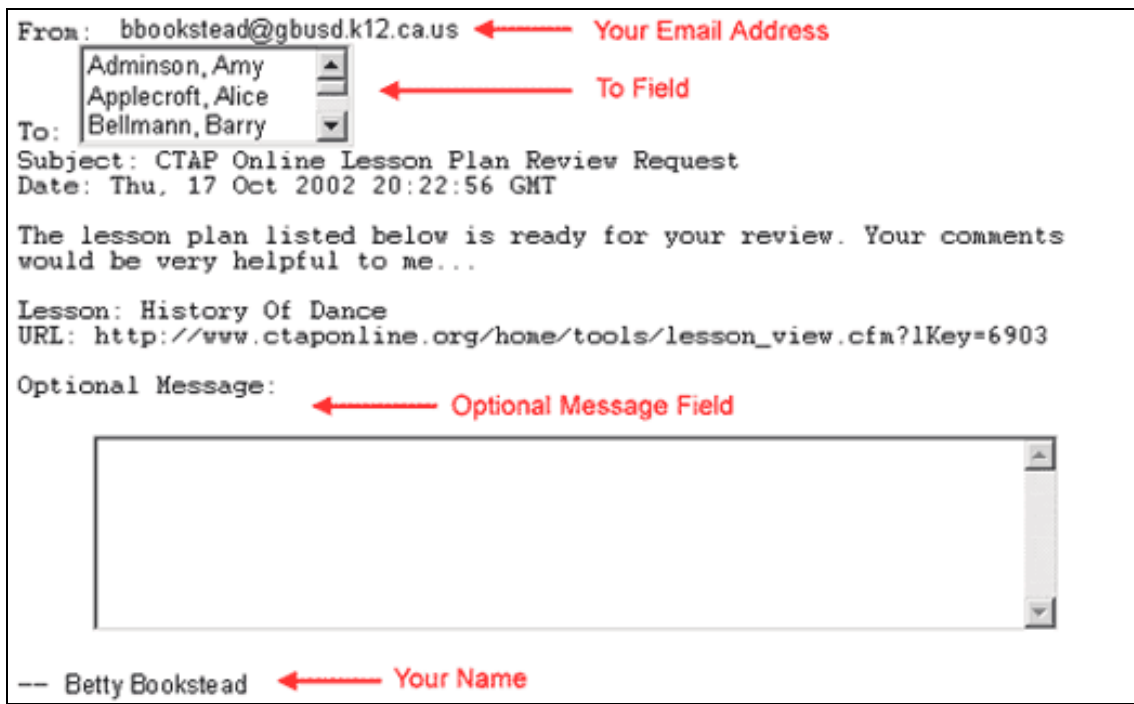 From: bbookstead@gbusd.k12.ca.us Your Email Address
Adminson, Amy
Applecroft, Alice To Field
To: Bellmann, Barry
Subject: CTAP Online Lesson Plan Review Request
Date: Thu, 17 Oct 2002 20:22:56 GMT
The lesson plan listed below is ready for your review. Your comments
would be very helpful to me...
Lesson: History Of Dance
URL: http://www.ctaponline.org/home/tools/lesson_view.cfm?lKey=6903
Optional Message:
Optional Message Field
-- Betty Bookstead Your Name